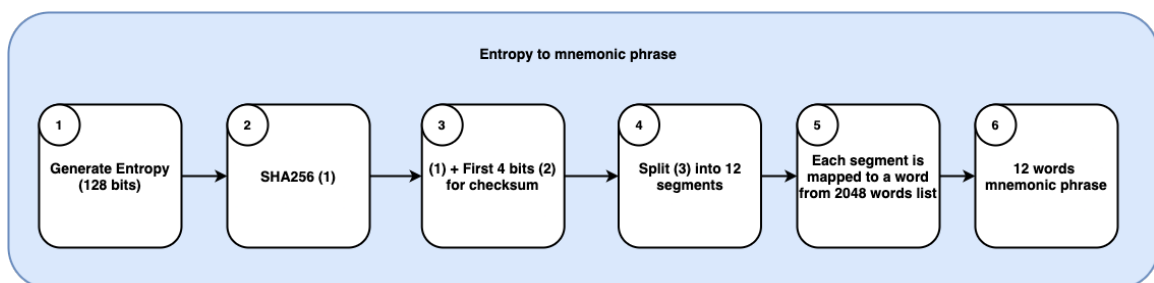 Entropy to mnemonic phrase
1
Generate Entropy
(128 bits)
2
SHA256 (1)
3
(1) + First 4 bits (2)
for checksum
4
Split (3) into 12
segments
5
Each segment is
mapped to a word
from 2048 words list
6
12 words
mnemonic phrase